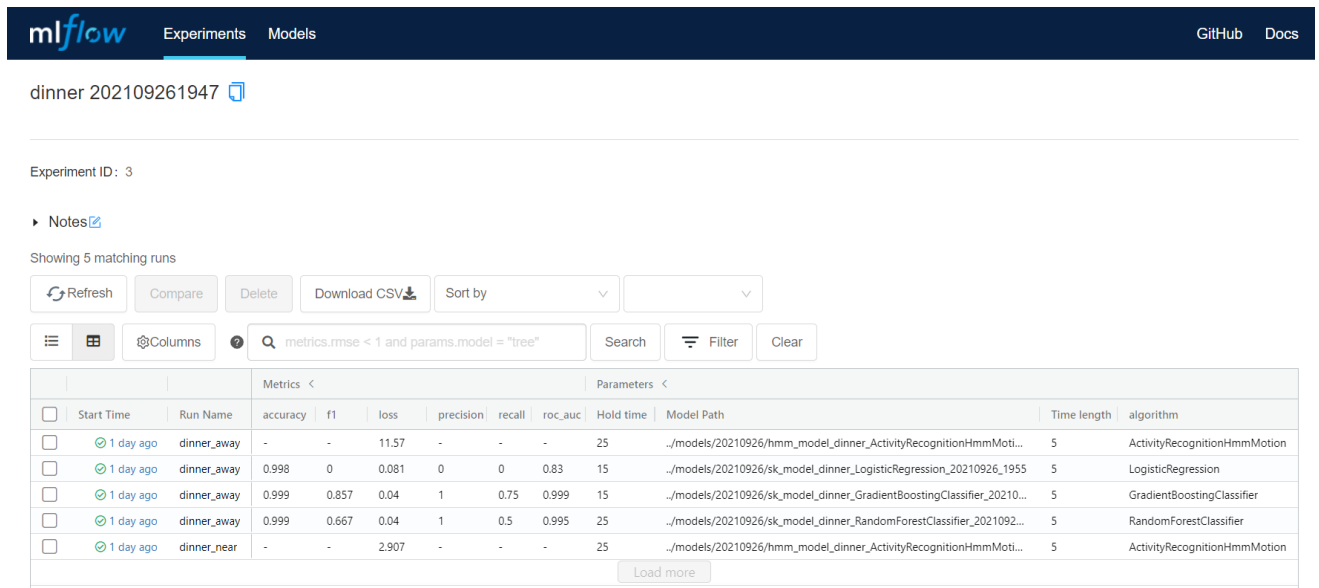 mlflow Experiments Models GitHub Docs
dinner 202109261947
Experiment ID: 3
Notes
Showing 5 matching runs
Refresh Compare Delete Download CSV Sort by
Columns ? metrics.rmse < 1 and params.model = "tree" Search Filter Clear
Metrics < Parameters <
Start Time Run Name accuracy f1 loss precision recall roc_auc Hold time Model Path Time length algorithm
1 day ago dinner_away - - 11.57 - - - 25 ../models/20210926/hmm_model_dinner_ActivityRecognitionHmmMoti... 5 ActivityRecognitionHmmMotion
1 day ago dinner_away 0.998 0 0.081 0 0 0.83 15 ../models/20210926/sk_model_dinner_LogisticRegression_20210926_1955 5 LogisticRegression
1 day ago dinner_away 0.999 0.857 0.04 1 0.75 0.999 15 ../models/20210926/sk_model_dinner_GradientBoostingClassifier_20210... 5 GradientBoostingClassifier
1 day ago dinner_away 0.999 0.667 0.04 1 0.5 0.995 25 ../models/20210926/sk_model_dinner_RandomForestClassifier_2021092... 5 RandomForestClassifier
1 day ago dinner_near - - 2.907 - - - 25 ../models/20210926/hmm_model_dinner_ActivityRecognitionHmmMoti... 5 ActivityRecognitionHmmMotion
Load more